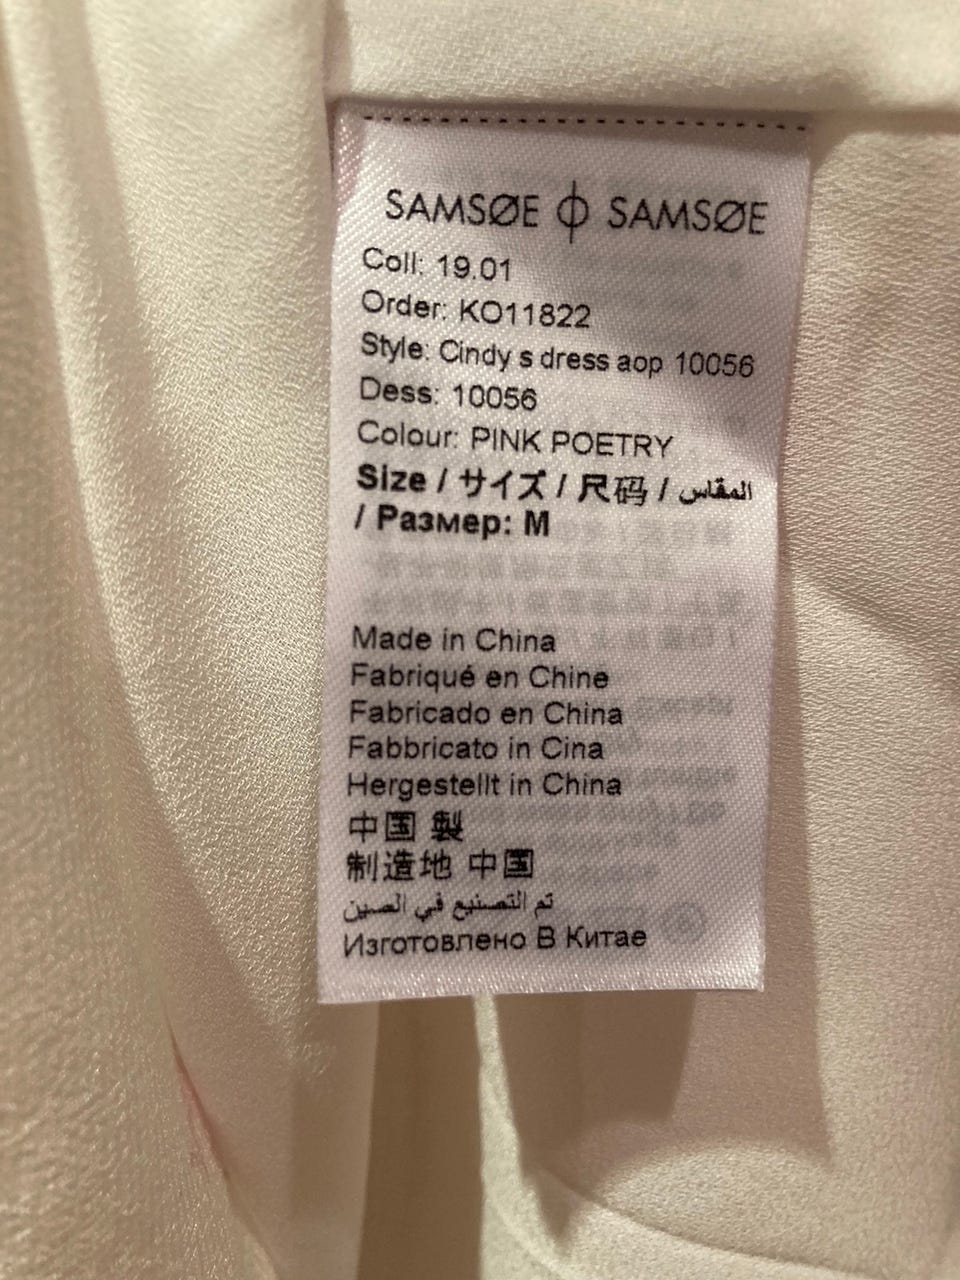 SAMSØE ϕ SAMSØE
Coll: 19.01
Order: KO11822
Style: Cindy s dress aop 10056
Dess: 10056
Colour: PINK POETRY
Size / サイズ / 尺码 / المقاس
/ Размер: M
Made in China
Fabriqué en Chine
Fabricado en China
Fabbricato in Cina
Hergestellt in China
中国 製
制造地 中国
تم التصنيع في الصين
Изготовлено В Китае